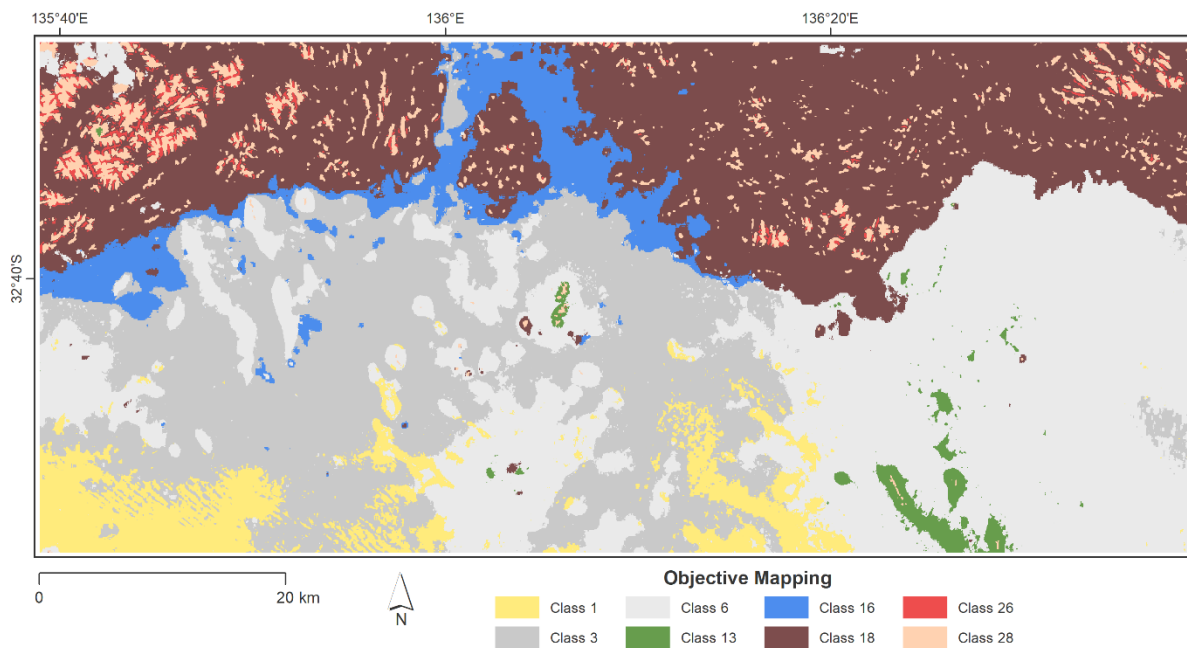 135°40'E
136°E
136°20'E
32°40'S
0
20 km
N
Objective Mapping
Class 1
Class 6
Class 16
Class 26
Class 3
Class 13
Class 18
Class 28